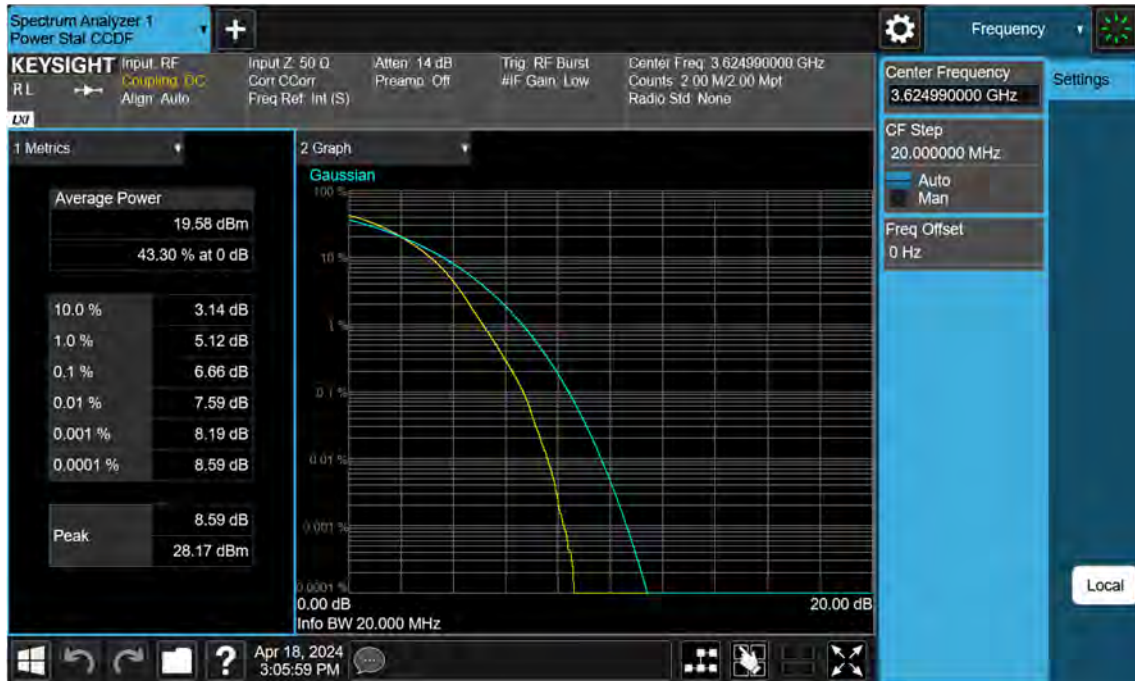 Spectrum Analyzer 1
Power Stat CCDF
+
Frequency
KEYSIGHT
RL
LXI
Input: RF
Coupling: DC
Align: Auto
Input Z: 50 Ω
Corr CCorr
Freq Ref: Int (S)
Atten: 14 dB
Preamp: Off
Trig: RF Burst
#IF Gain: Low
Center Freq: 3.624990000 GHz
Counts: 2.00 M/2.00 Mpt
Radio Std: None
Center Frequency
3.624990000 GHz
Settings
CF Step
20.000000 MHz
Auto
Man
Freq Offset
0 Hz
1 Metrics
Average Power
19.58 dBm
43.30 % at 0 dB
10.0 % 3.14 dB
1.0 % 5.12 dB
0.1 % 6.66 dB
0.01 % 7.59 dB
0.001 % 8.19 dB
0.0001 % 8.59 dB
Peak
8.59 dB
28.17 dBm
2 Graph
Gaussian
100 %
10 %
1 %
0.1 %
0.01 %
0.001 %
0.0001 %
0.00 dB
20.00 dB
Info BW 20.000 MHz
Local
?
Apr 18, 2024
3:05:59 PM